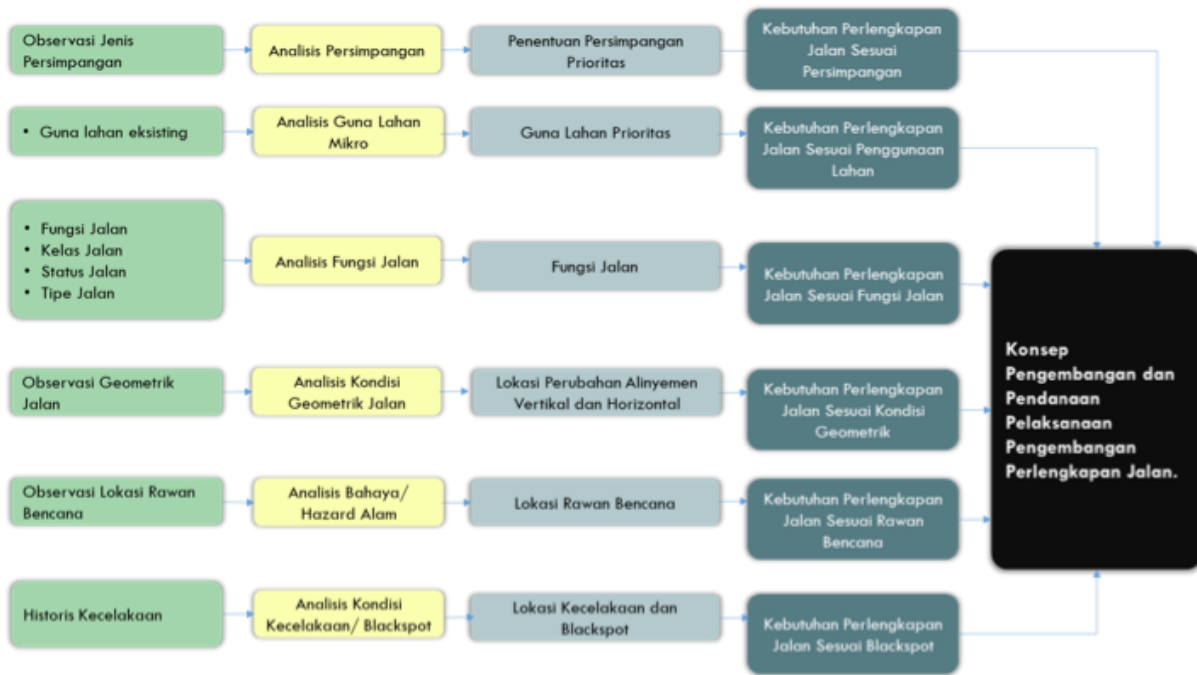 Observasi Jenis
Persimpangan
Analisis Persimpangan
Penentuan Persimpangan
Prioritas
Kebutuhan Perlengkapan
Jalan Sesuai
Persimpangan
• Guna lahan eksisting
Analisis Guna Lahan
Mikro
Guna Lahan Prioritas
Kebutuhan Perlengkapan
Jalan Sesuai Penggunaan
Lahan
• Fungsi Jalan
• Kelas Jalan
• Status Jalan
• Tipe Jalan
Analisis Fungsi Jalan
Fungsi Jalan
Kebutuhan Perlengkapan
Jalan Sesuai Fungsi Jalan
Observasi Geometrik
Jalan
Analisis Kondisi
Geometrik Jalan
Lokasi Perubahan Alinyemen
Vertikal dan Horizontal
Kebutuhan Perlengkapan
Jalan Sesuai Kondisi
Geometrik
Observasi Lokasi Rawan
Bencana
Analisis Bahaya/
Hazard Alam
Lokasi Rawan Bencana
Kebutuhan Perlengkapan
Jalan Sesuai Rawan
Bencana
Historis Kecelakaan
Analisis Kondisi
Kecelakaan/ Blackspot
Lokasi Kecelakaan dan
Blackspot
Kebutuhan Perlengkapan
Jalan Sesuai Blackspot
Konsep
Pengembangan dan
Pendanaan
Pelaksanaan
Pengembangan
Perlengkapan Jalan.